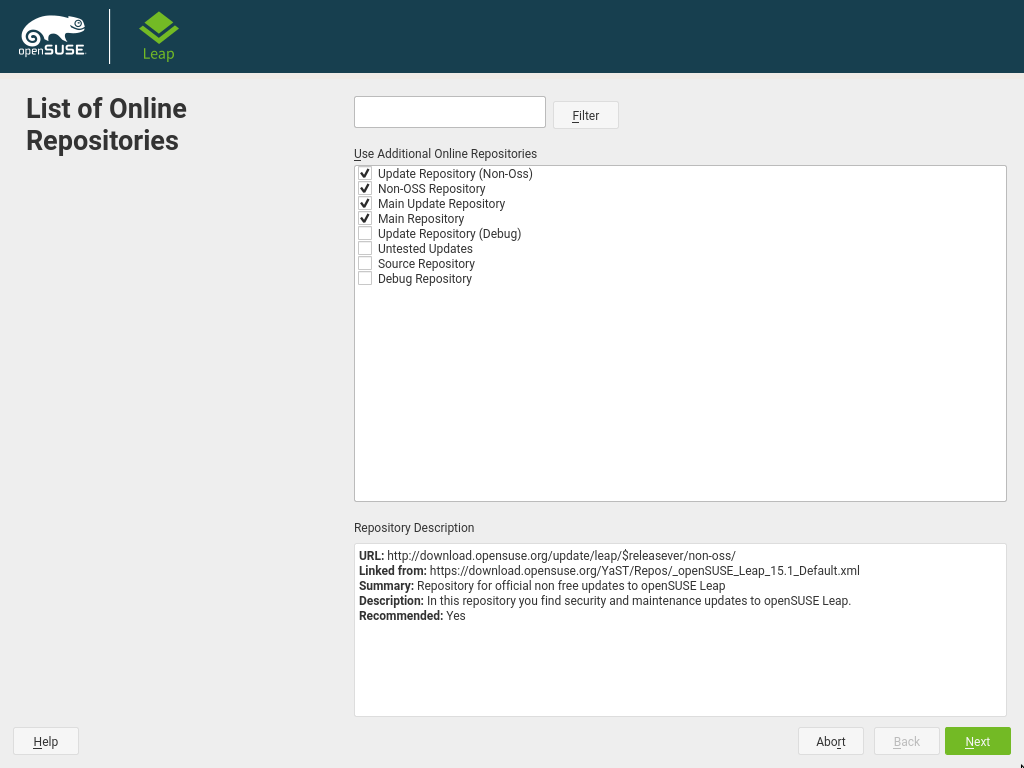 openSUSE.
Leap
List of Online
Repositories
Filter
Use Additional Online Repositories
Update Repository (Non-Oss)
Non-OSS Repository
Main Update Repository
Main Repository
Update Repository (Debug)
Untested Updates
Source Repository
Debug Repository
Repository Description
URL: http://download.opensuse.org/update/leap/$releasever/non-oss/
Linked from: https://download.opensuse.org/YaST/Repos/_openSUSE_Leap_15.1_Default.xml
Summary: Repository for official non free updates to openSUSE Leap
Description: In this repository you find security and maintenance updates to openSUSE Leap.
Recommended: Yes
Help
Abort
Back
Next